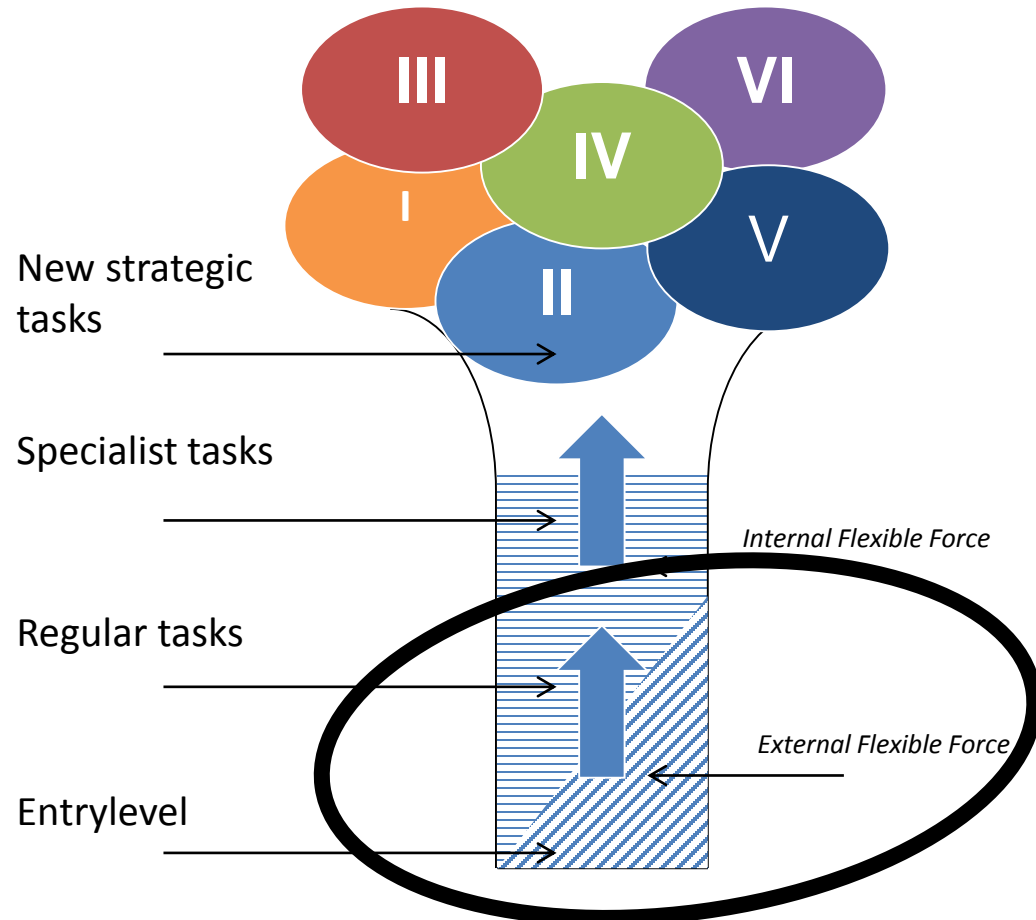 III
VI
IV
I
V
New strategic
tasks
II
Specialist tasks
Internal Flexible Force
Regular tasks
External Flexible Force
Entrylevel